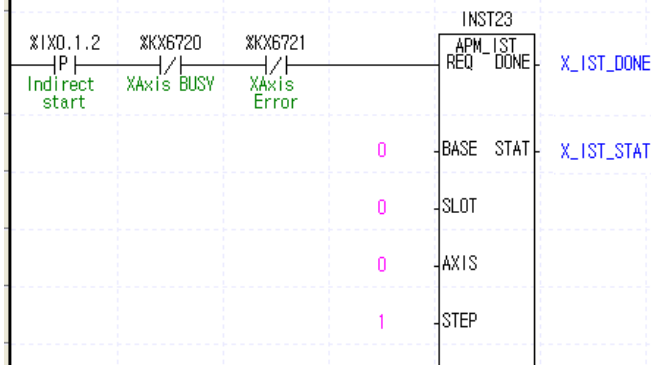 INST23
%IX0.1.2 %KX6720 %KX6721 APM_IST
P REQ DONE X_IST_DONE
Indirect XAxis BUSY XAxis
start Error
0 BASE STAT X_IST_STAT
0 SLOT
0 AXIS
1 STEP